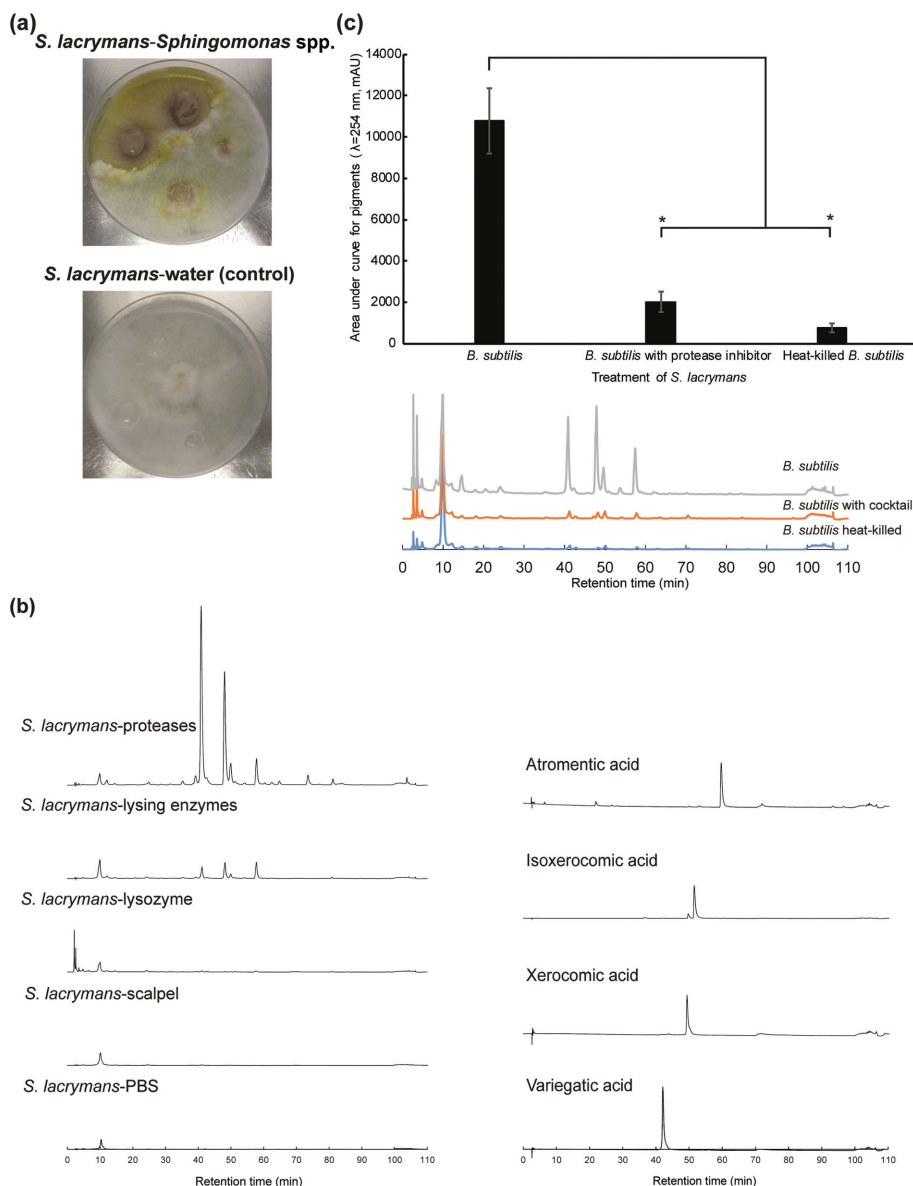 (a)
S. lacrymans-Sphingomonas spp.
S. lacrymans-water (control)
(c)
Area under curve for pigments ( λ=254 nm, mAU)
14000
12000
10000
8000
6000
4000
2000
0
*
*
B. subtilis
B. subtilis with protease inhibitor
Heat-killed B. subtilis
Treatment of S. lacrymans
B. subtilis
B. subtilis with cocktail
B. subtilis heat-killed
0 10 20 30 40 50 60 70 80 90 100 110
Retention time (min)
(b)
S. lacrymans-proteases
S. lacrymans-lysing enzymes
S. lacrymans-lysozyme
S. lacrymans-scalpel
S. lacrymans-PBS
0 10 20 30 40 50 60 70 80 90 100 110
Retention time (min)
Atromentic acid
Isoxerocomic acid
Xerocomic acid
Variegatic acid
0 10 20 30 40 50 60 70 80 90 100 110
Retention time (min)